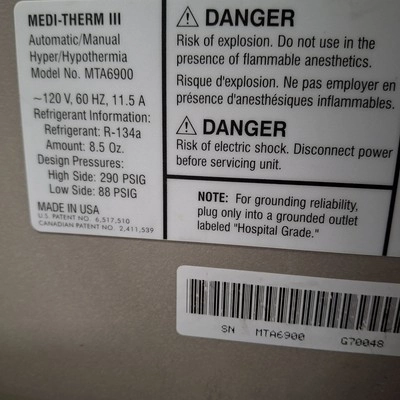 MEDI-THERM III
Automatic/Manual
Hyper/Hypothermia
Model No. MTA6900
~120 V, 60 HZ, 11.5 A
Refrigerant Information:
Refrigerant: R-134a
Amount: 8.5 Oz.
Design Pressures:
High Side: 290 PSIG
Low Side: 88 PSIG
MADE IN USA
U.S. PATENT NO. 6,517,510
CANADIAN PATENT NO. 2,411,539
DANGER
Risk of explosion. Do not use in the
presence of flammable anesthetics.
Risque d'explosion. Ne pas employer en
présence d'anesthésiques inflammables.
DANGER
Risk of electric shock. Disconnect power
before servicing unit.
NOTE: For grounding reliability,
plug only into a grounded outlet
labeled "Hospital Grade."
SN MTA6900 G70048